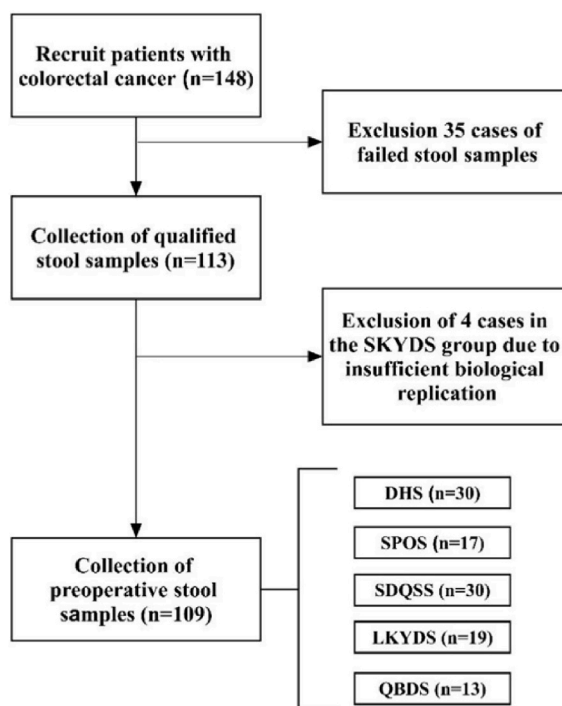 Recruit patients with
colorectal cancer (n=148)
Exclusion 35 cases of
failed stool samples
Collection of qualified
stool samples (n=113)
Exclusion of 4 cases in
the SKYDS group due to
insufficient biological
replication
Collection of
preoperative stool
samples (n=109)
DHS (n=30)
SPOS (n=17)
SDQSS (n=30)
LKYDS (n=19)
QBDS (n=13)